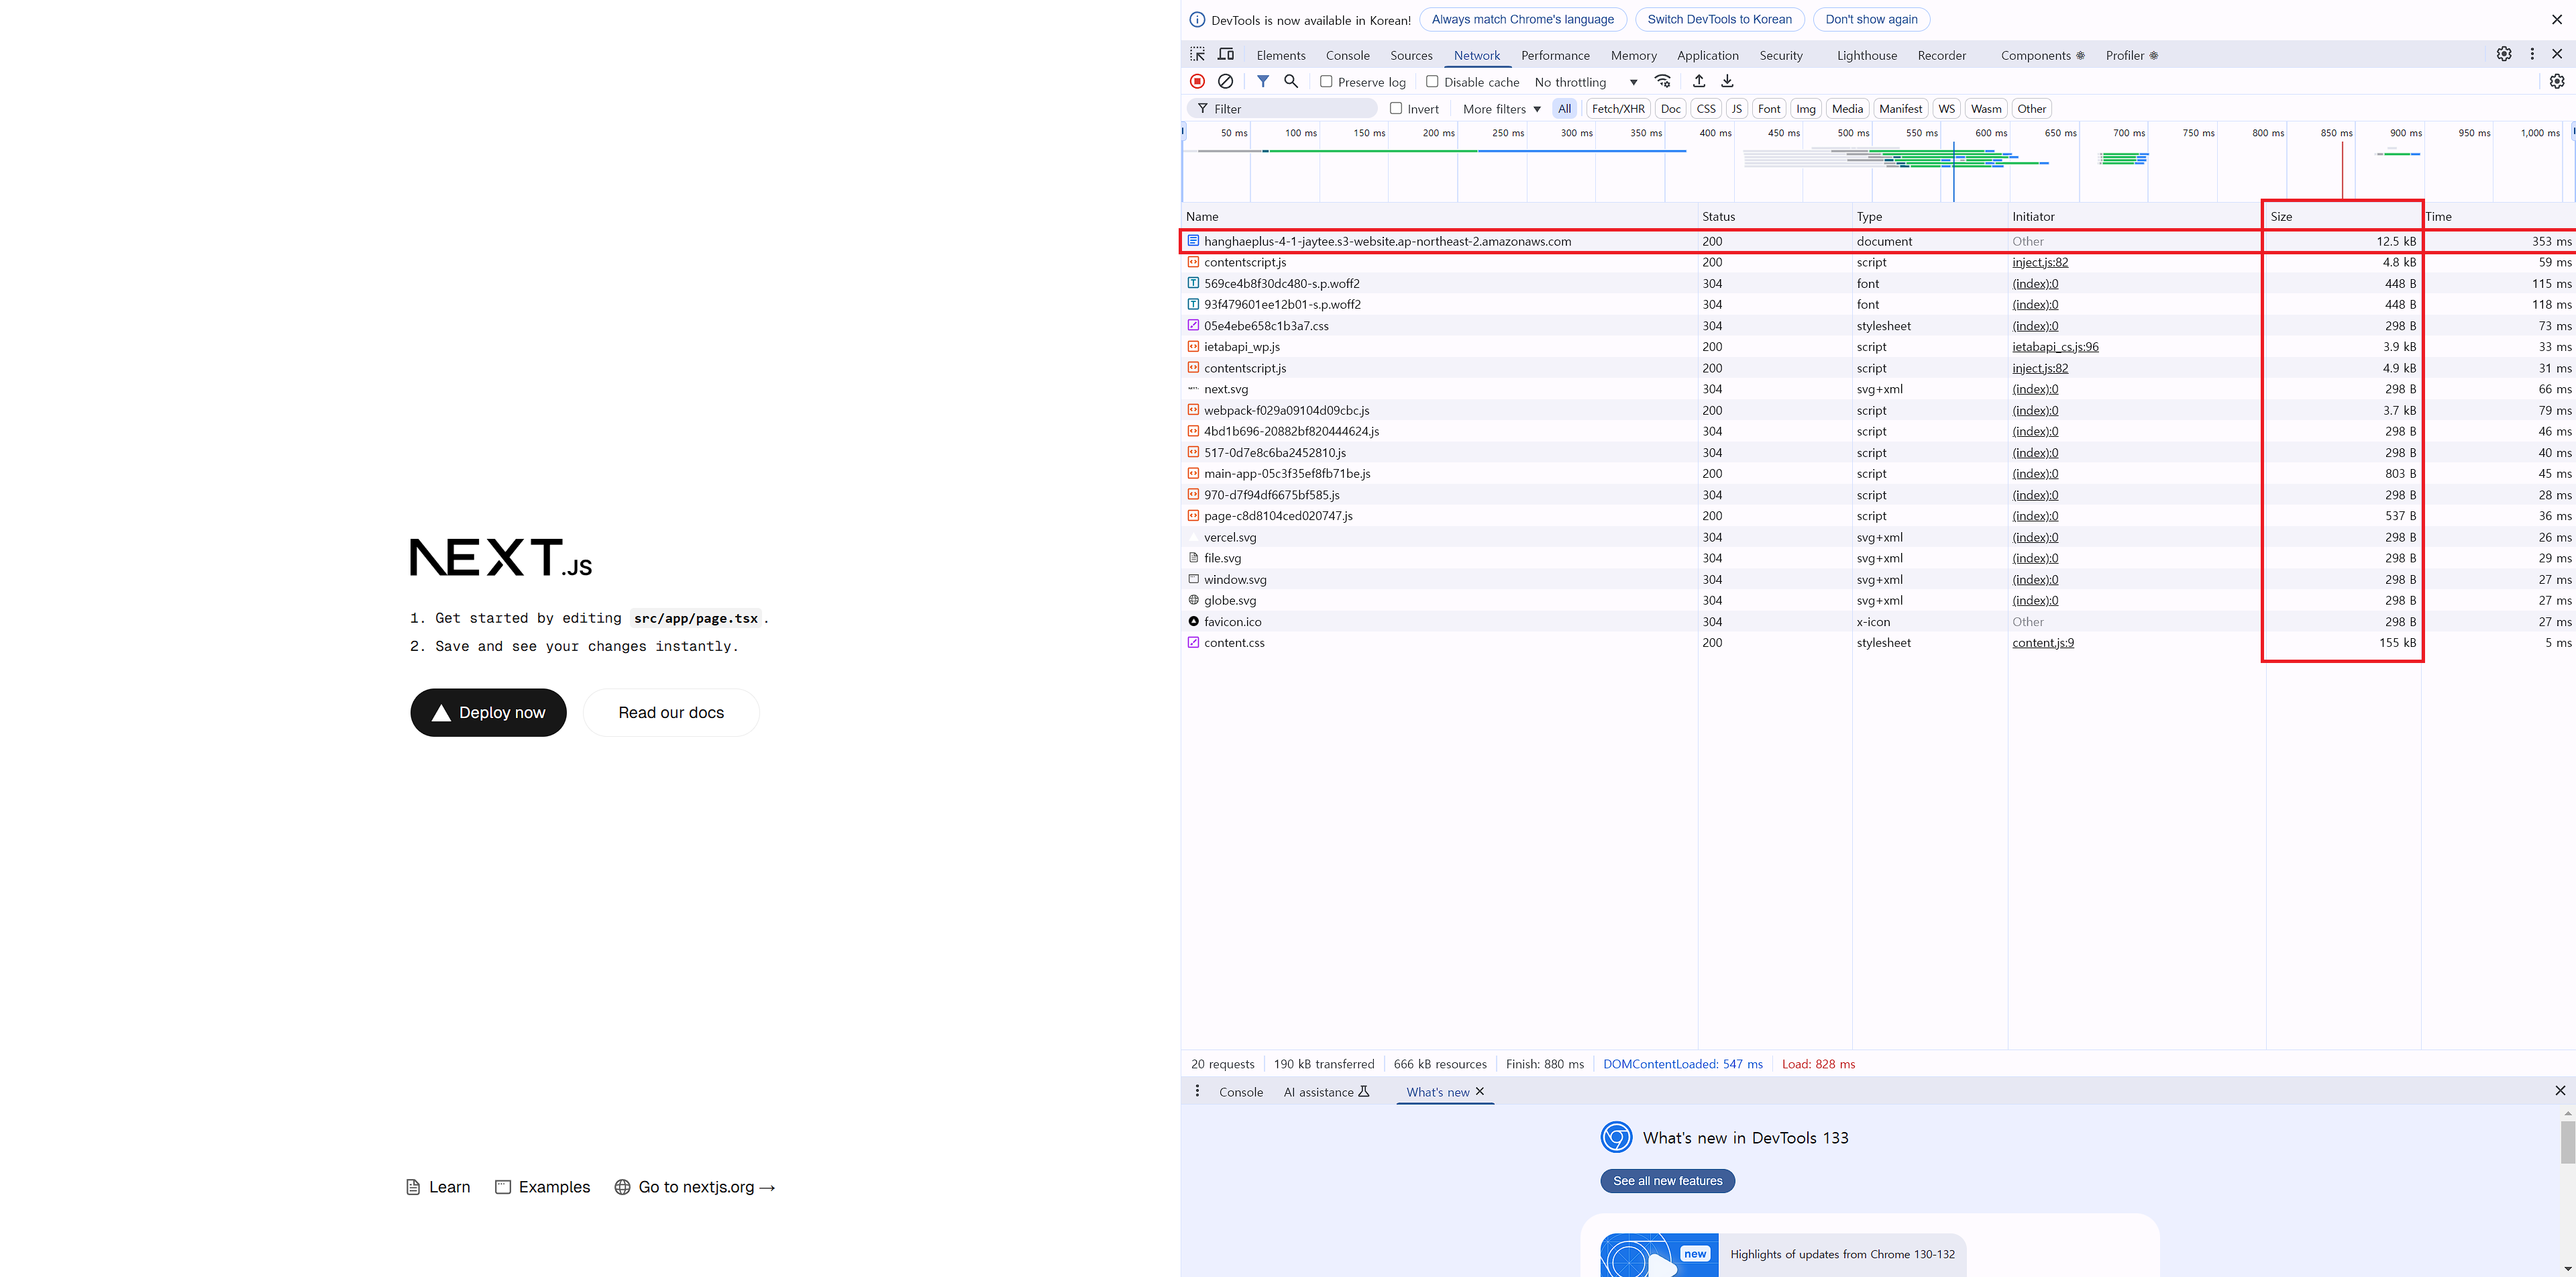 NEXT.JS
1. Get started by editing src/app/page.tsx.
2. Save and see your changes instantly.
Deploy now
Read our docs
Learn
Examples
Go to nextjs.org →
DevTools is now available in Korean! Always match Chrome's language Switch DevTools to Korean Don't show again
Elements Console Sources Network Performance Memory Application Security Lighthouse Recorder Components Profiler
Preserve log Disable cache No throttling
Filter Invert More filters All Fetch/XHR Doc CSS JS Font Img Media Manifest WS Wasm Other
50 ms 100 ms 150 ms 200 ms 250 ms 300 ms 350 ms 400 ms 450 ms 500 ms 550 ms 600 ms 650 ms 700 ms 750 ms 800 ms 850 ms 900 ms 950 ms 1,000 ms
Name Status Type Initiator Size Time
hanghaeplus-4-1-jaytee.s3-website.ap-northeast-2.amazonaws.com 200 document Other 12.5 kB 353 ms
contentscript.js 200 script inject.js:82 4.8 kB 59 ms
569ce4b8f30dc480-s.p.woff2 304 font (index):0 448 B 115 ms
93f479601ee12b01-s.p.woff2 304 font (index):0 448 B 118 ms
05e4ebe658c1b3a7.css 304 stylesheet (index):0 298 B 73 ms
ietabapi_wp.js 200 script ietabapi_cs.js:96 3.9 kB 33 ms
contentscript.js 200 script inject.js:82 4.9 kB 31 ms
next.svg 304 svg+xml (index):0 298 B 66 ms
webpack-f029a09104d09cbc.js 200 script (index):0 3.7 kB 79 ms
4bd1b696-20882bf820444624.js 304 script (index):0 298 B 46 ms
517-0d7e8c6ba2452810.js 304 script (index):0 298 B 40 ms
main-app-05c3f35ef8fb71be.js 200 script (index):0 803 B 45 ms
970-d7f94df6675bf585.js 304 script (index):0 298 B 28 ms
page-c8d8104ced020747.js 200 script (index):0 537 B 36 ms
vercel.svg 304 svg+xml (index):0 298 B 26 ms
file.svg 304 svg+xml (index):0 298 B 29 ms
window.svg 304 svg+xml (index):0 298 B 27 ms
globe.svg 304 svg+xml (index):0 298 B 27 ms
favicon.ico 304 x-icon Other 298 B 27 ms
content.css 200 stylesheet content.js:9 155 kB 5 ms
20 requests 190 kB transferred 666 kB resources Finish: 880 ms DOMContentLoaded: 547 ms Load: 828 ms
Console AI assistance What's new
What's new in DevTools 133
See all new features
new
Highlights of updates from Chrome 130-132